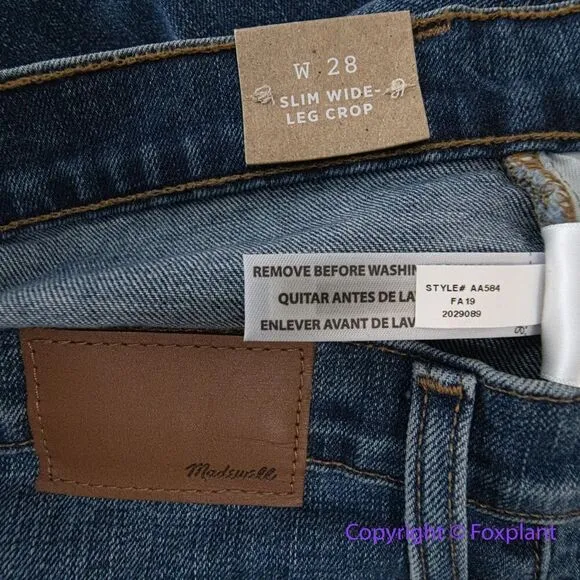 W 28
SLIM WIDE-
LEG CROP
REMOVE BEFORE WASHIN
QUITAR ANTES DE LA
ENLEVER AVANT DE LAV
STYLE# AA584
FA19
2029089
Madewell
Copyright © Foxplant